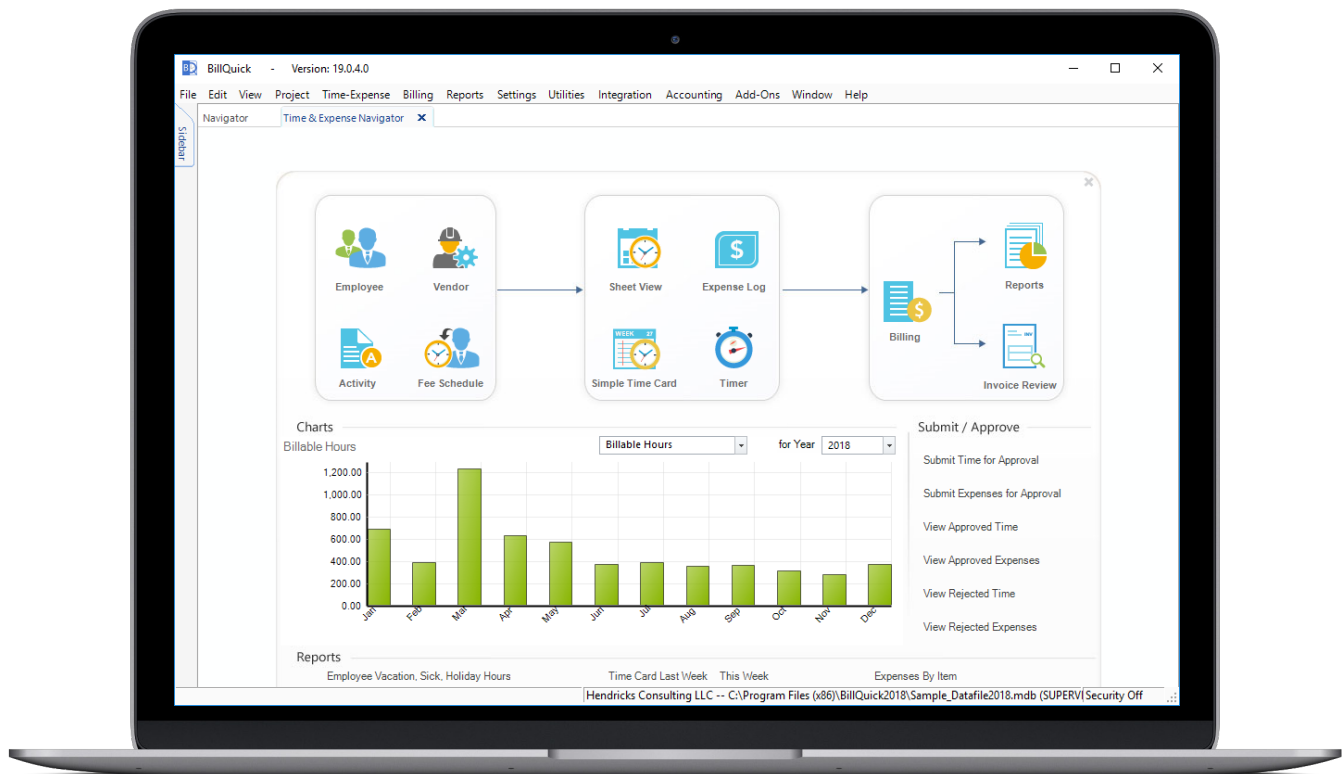 BillQuick - Version: 19.0.4.0
File Edit View Project Time-Expense Billing Reports Settings Utilities Integration Accounting Add-Ons Window Help
Sidebar
Navigator Time & Expense Navigator
Employee Vendor
Activity Fee Schedule
Sheet View Expense Log
WEEK 27
Simple Time Card Timer
Billing
Reports
INV
Invoice Review
Charts
Billable Hours
Billable Hours for Year 2018
1,200.00
1,000.00
800.00
600.00
400.00
200.00
0.00
Jan Feb Mar Apr May Jun Jul Aug Sep Oct Nov Dec
Submit / Approve
Submit Time for Approval
Submit Expenses for Approval
View Approved Time
View Approved Expenses
View Rejected Time
View Rejected Expenses
Reports
Employee Vacation, Sick, Holiday Hours Time Card Last Week This Week Expenses By Item
Hendricks Consulting LLC -- C:\Program Files (x86)\BillQuick2018\Sample_Datafile2018.mdb (SUPERV Security Off